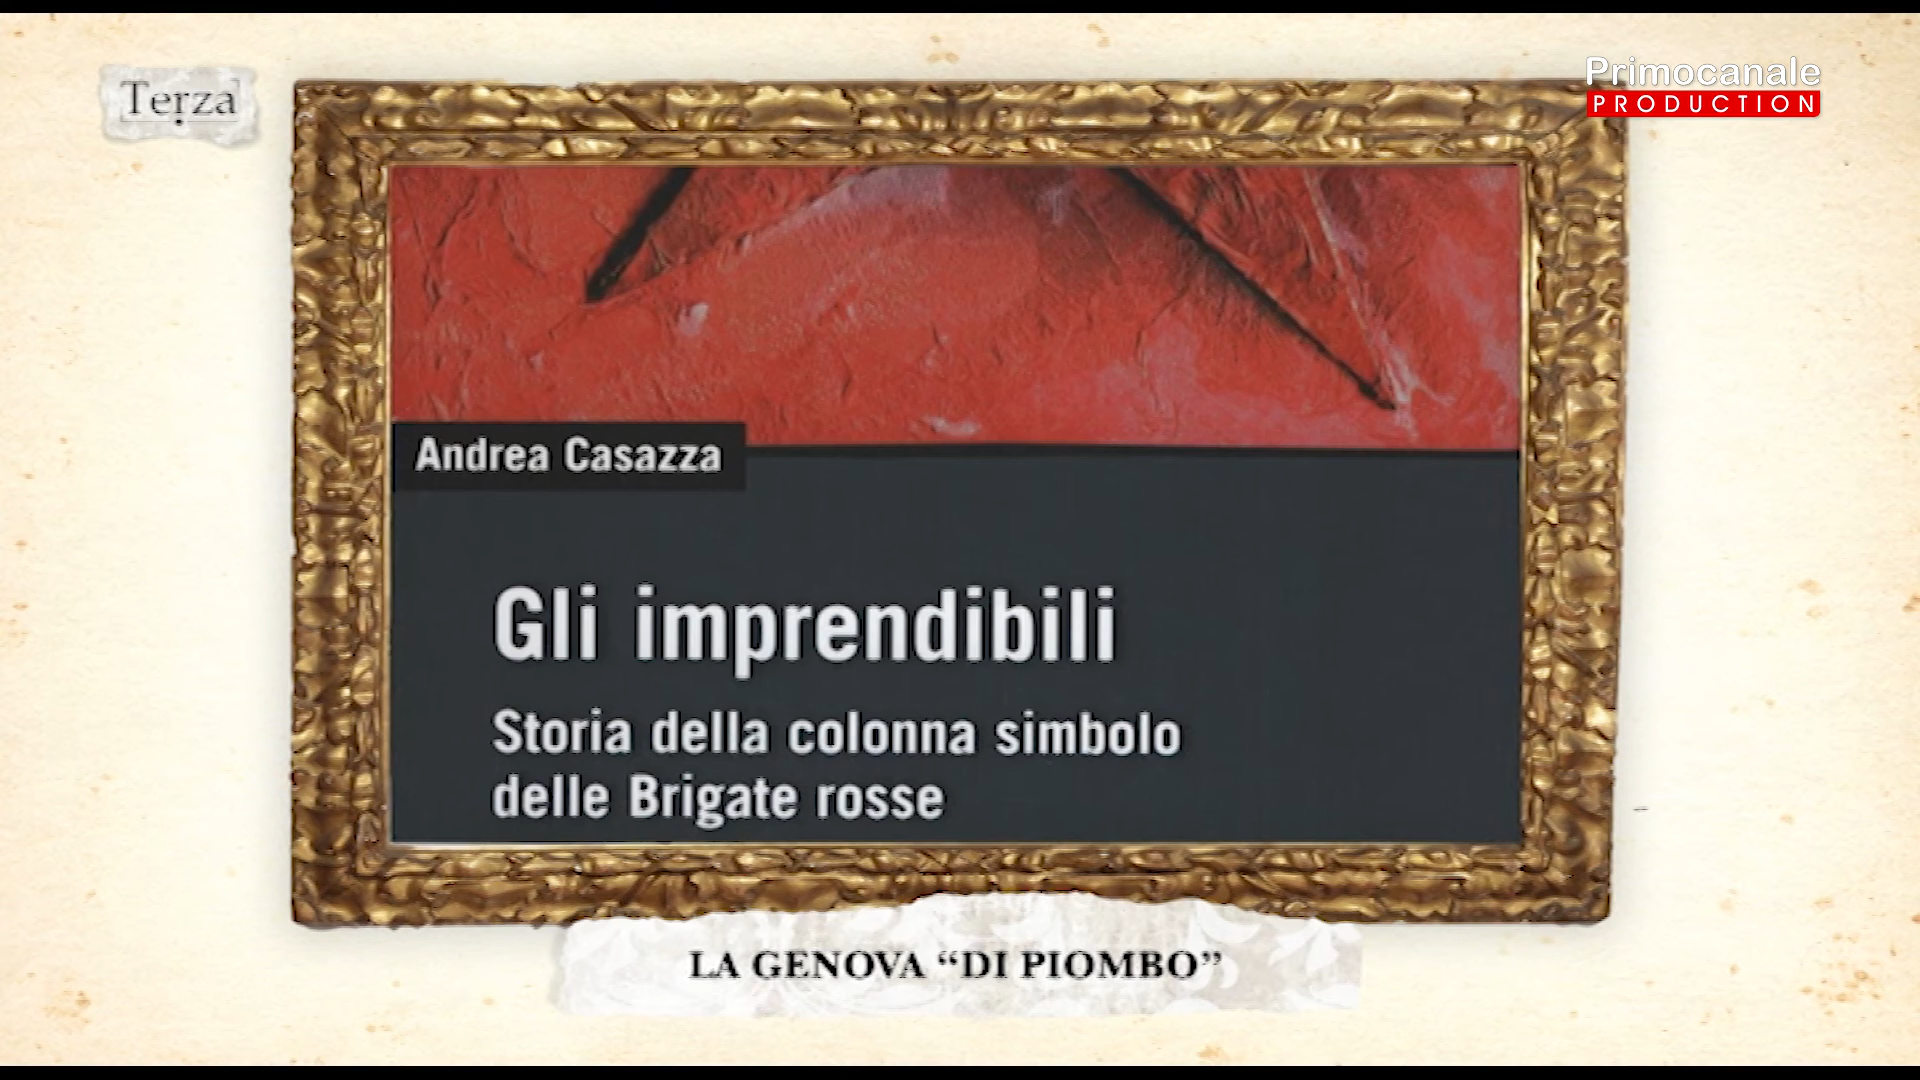 Terza
Primocanale
PRODUCTION
Andrea Casazza
Gli imprendibili
Storia della colonna simbolo
delle Brigate rosse
LA GENOVA “DI PIOMBO”